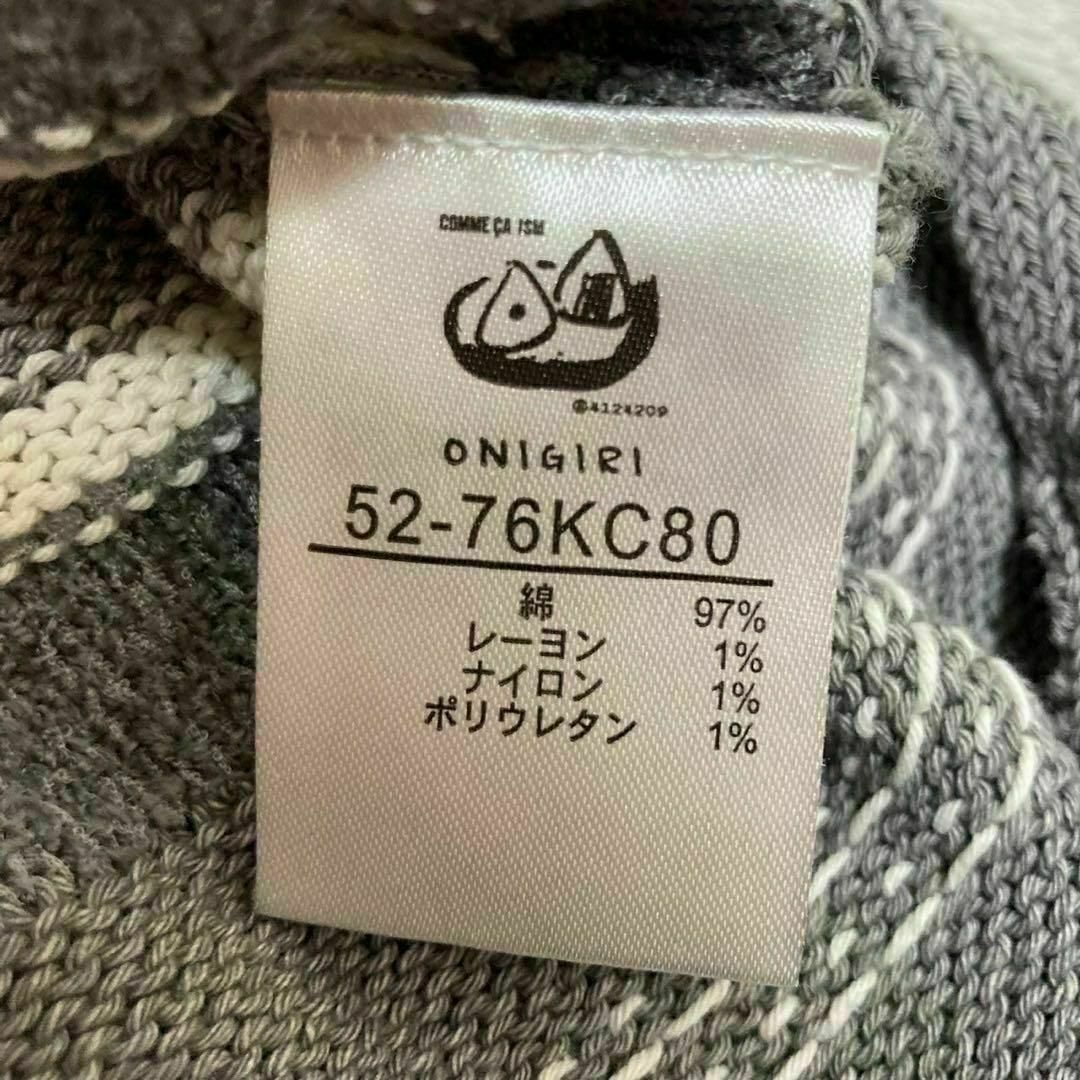 COMME ÇA ISM
®4124209
ONIGIRI
52-76KC80
綿 97%
レーヨン 1%
ナイロン 1%
ポリウレタン 1%